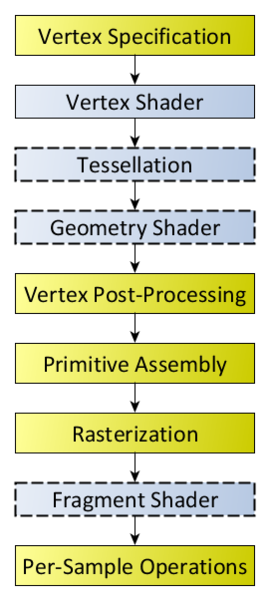 Vertex Specification
Vertex Shader
Tessellation
Geometry Shader
Vertex Post-Processing
Primitive Assembly
Rasterization
Fragment Shader
Per-Sample Operations